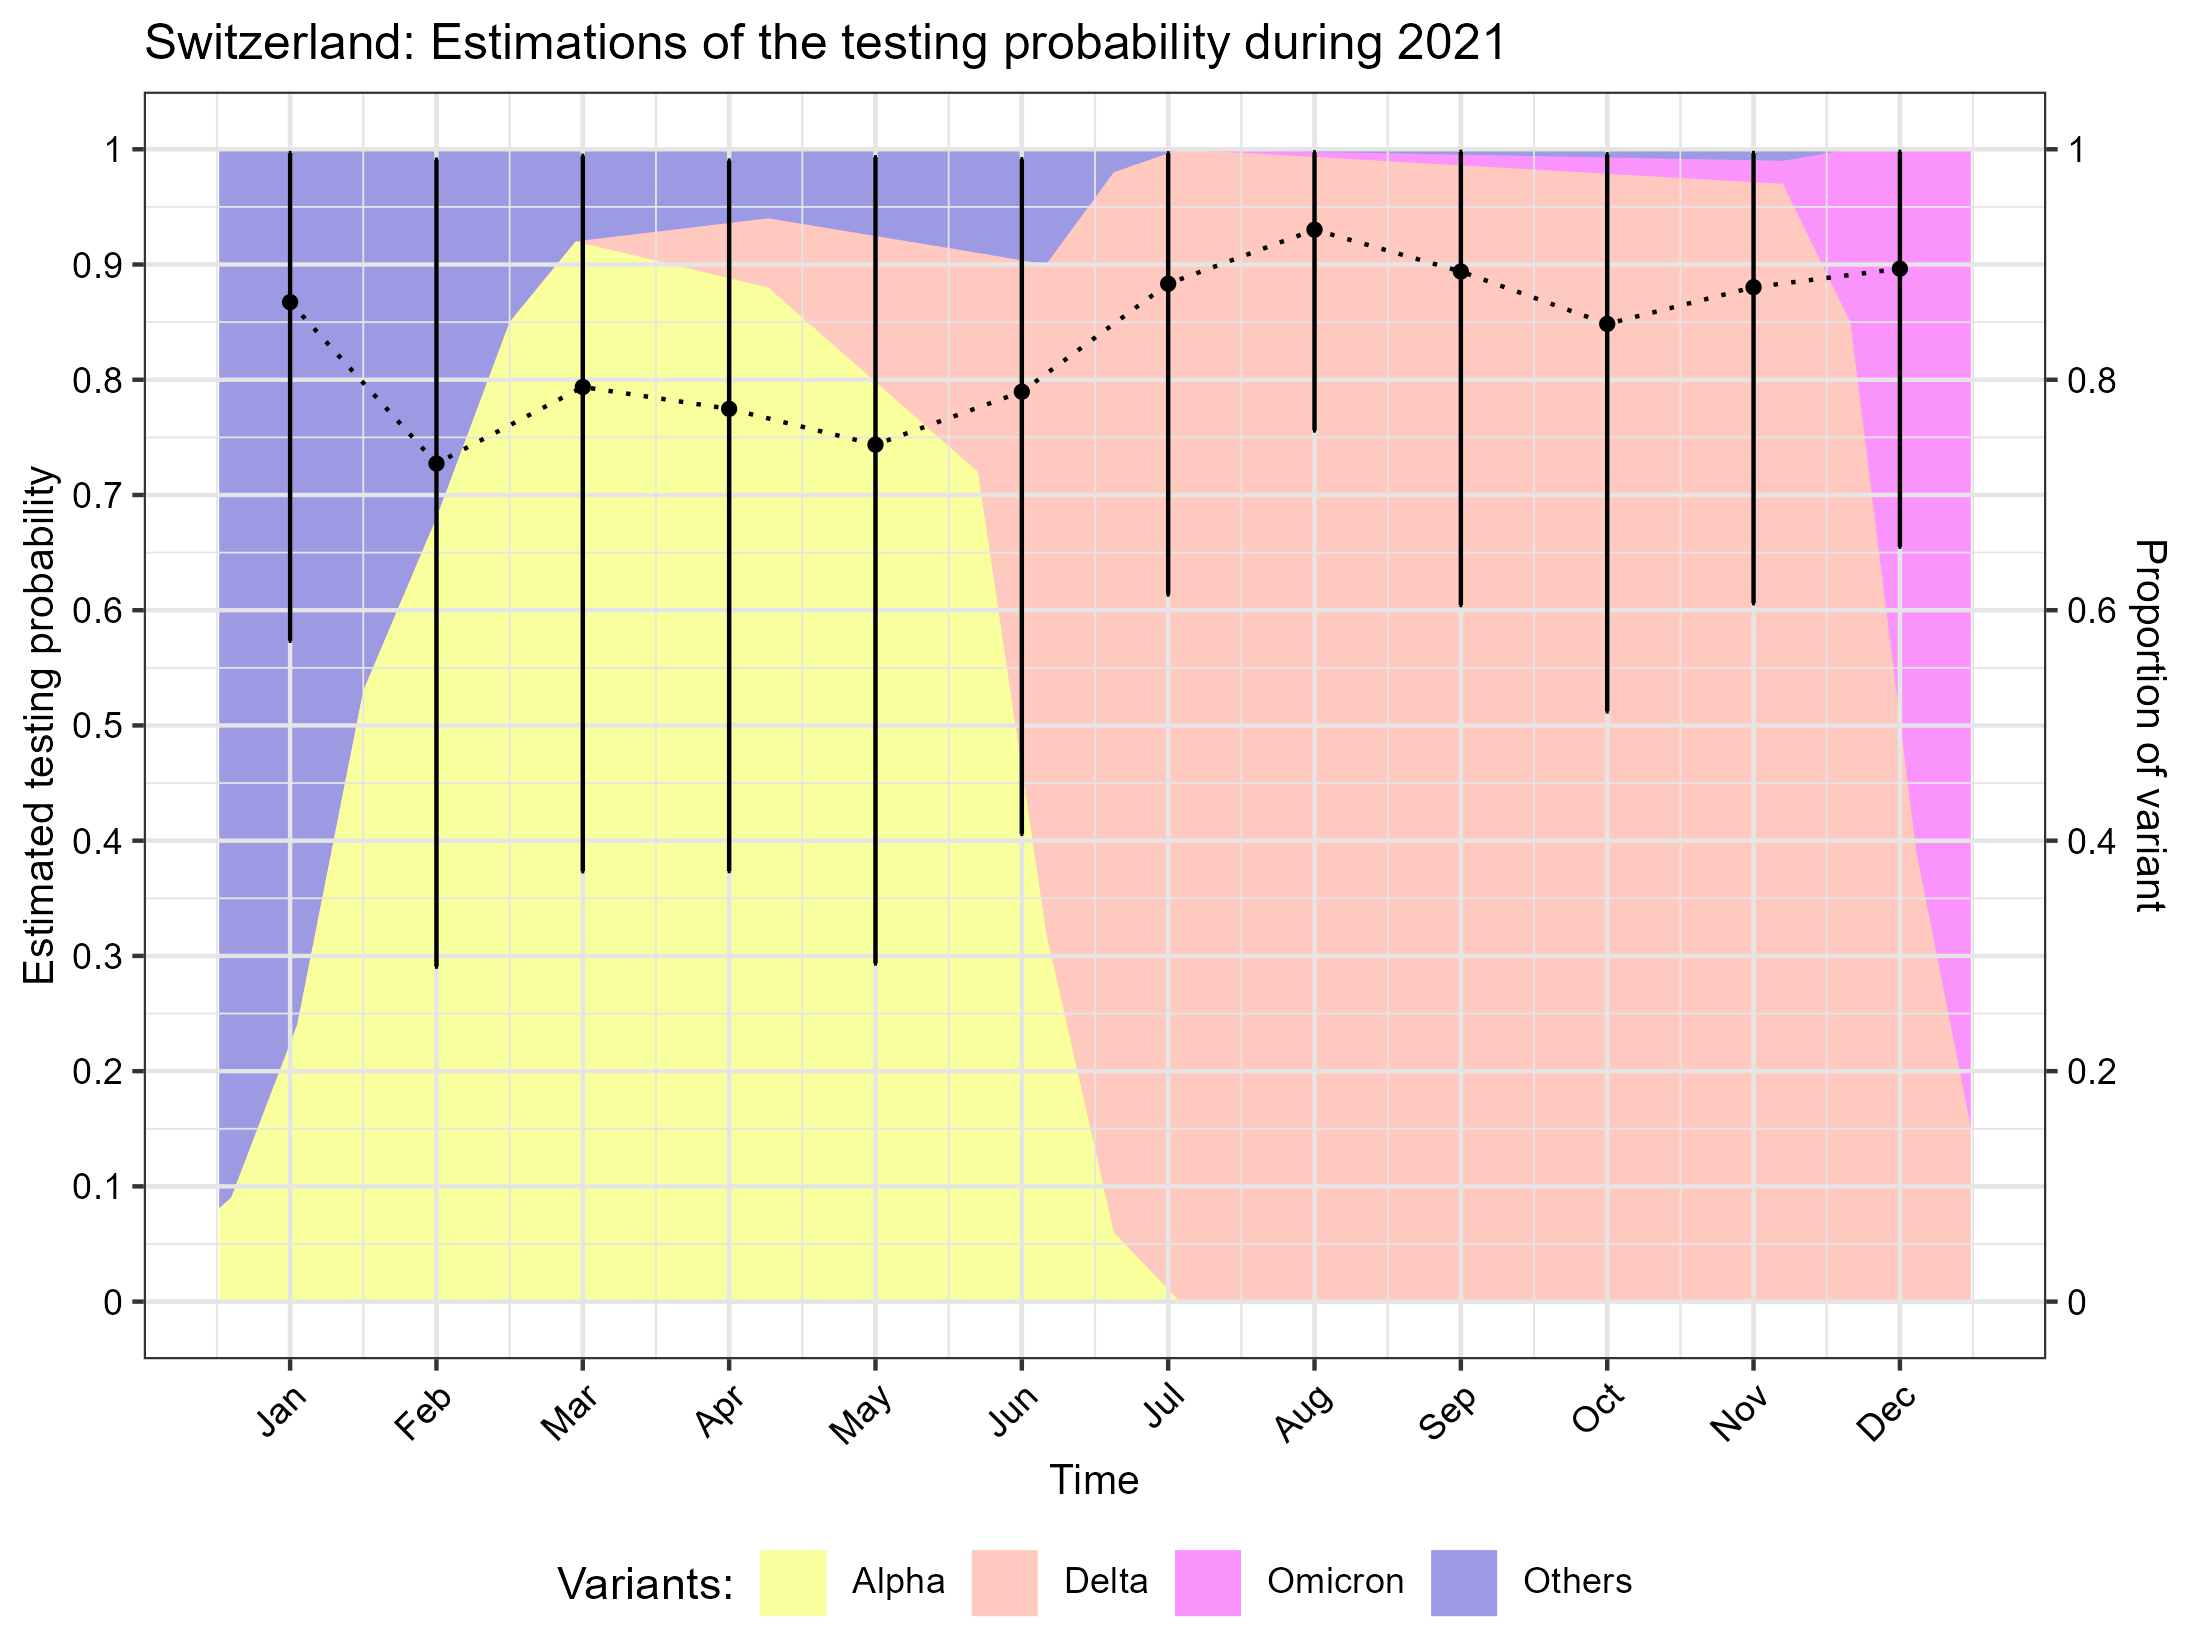 Switzerland: Estimations of the testing probability during 2021
1
0.9
0.8
0.7
0.6
0.5
0.4
0.3
0.2
0.1
0
Estimated testing probability
1
0.8
0.6
0.4
0.2
0
Proportion of variant
Jan Feb Mar Apr May Jun Jul Aug Sep Oct Nov Dec
Time
Variants: Alpha Delta Omicron Others